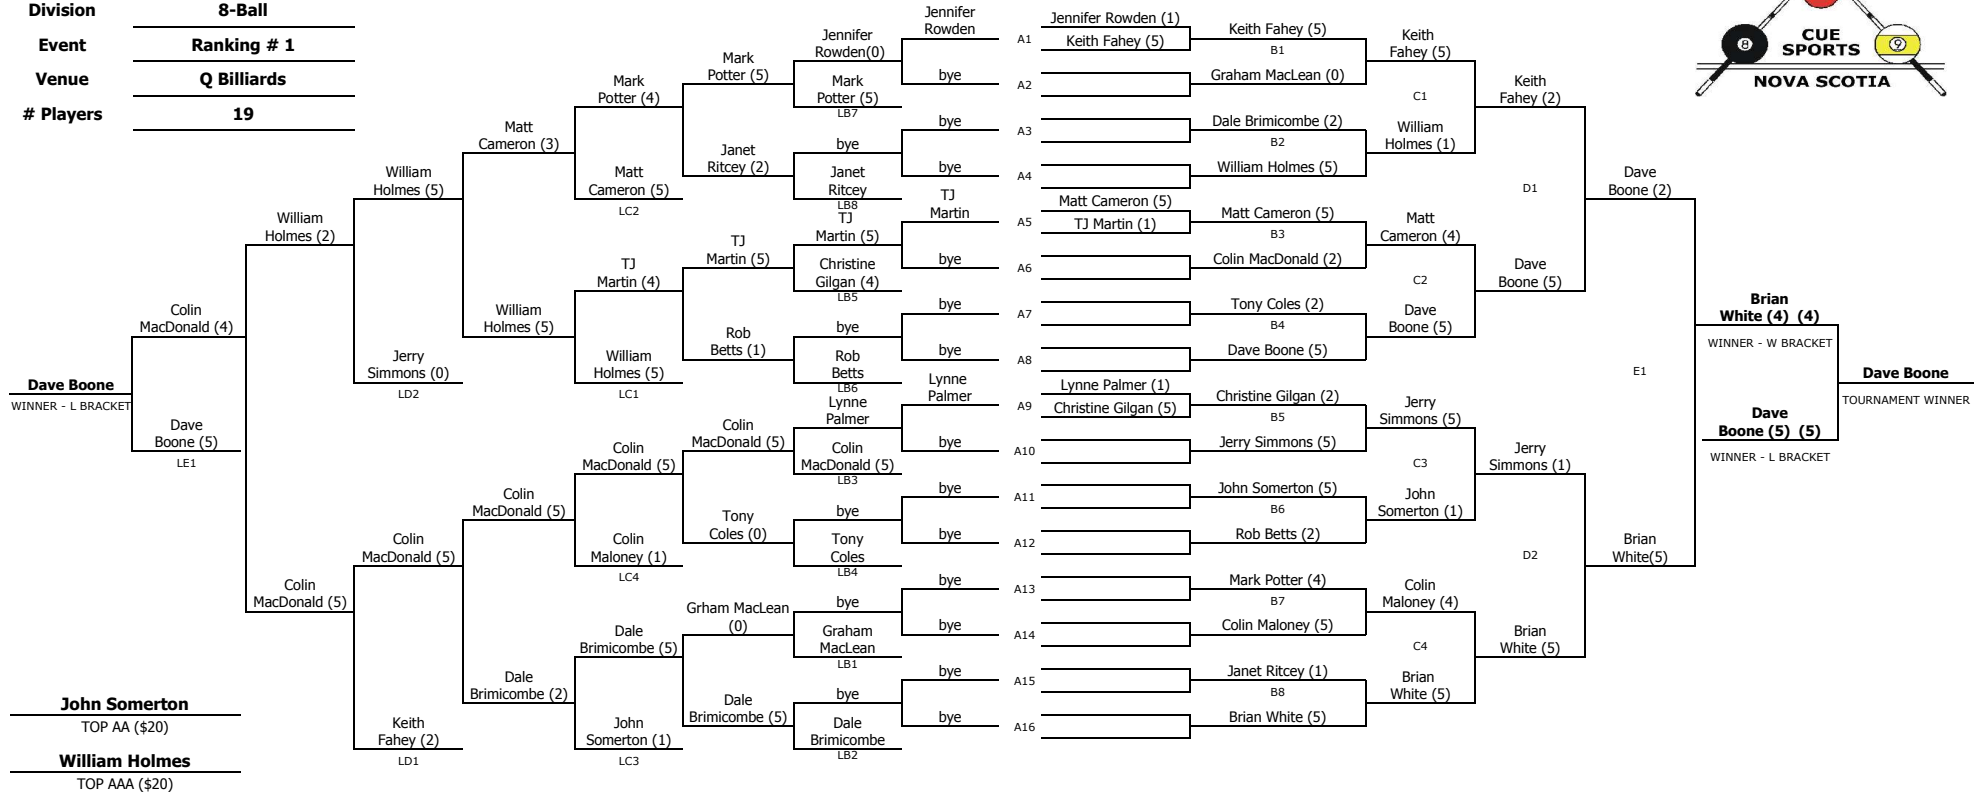 Division 8-Ball
Event Ranking # 1
Venue Q Billiards
# Players 19
8
9
CUE
SPORTS
NOVA SCOTIA
Dave Boone
WINNER - L BRACKET
Colin
MacDonald (4)
Dave
Boone (5)
LE1
William
Holmes (2)
Colin
MacDonald (5)
William
Holmes (5)
Jerry
Simmons (0)
LD2
Colin
MacDonald (5)
Keith
Fahey (2)
LD1
Matt
Cameron (3)
William
Holmes (5)
Colin
MacDonald (5)
Dale
Brimicombe (2)
Mark
Potter (4)
Matt
Cameron (5)
LC2
TJ
Martin (4)
William
Holmes (5)
LC1
Colin
MacDonald (5)
Colin
Maloney (1)
LC4
Dale
Brimicombe (5)
John
Somerton (1)
LC3
Mark
Potter (5)
Janet
Ritcey (2)
TJ
Martin (5)
Rob
Betts (1)
Colin
MacDonald (5)
Tony
Coles (0)
Grham MacLean
(0)
Dale
Brimicombe (5)
Jennifer
Rowden(0)
Mark
Potter (5)
LB7
bye
Janet
Ritcey
LB8
TJ
Martin (5)
Christine
Gilgan (4)
LB5
bye
Rob
Betts
LB6
Lynne
Palmer
Colin
MacDonald (5)
LB3
bye
Tony
Coles
LB4
bye
Graham
MacLean
LB1
bye
Dale
Brimicombe
LB2
Jennifer
Rowden
bye
bye
bye
TJ
Martin
bye
bye
bye
Lynne
Palmer
bye
bye
bye
bye
bye
bye
bye
A1
A2
A3
A4
A5
A6
A7
A8
A9
A10
A11
A12
A13
A14
A15
A16
Jennifer Rowden (1)
Keith Fahey (5)
Matt Cameron (5)
TJ Martin (1)
Lynne Palmer (1)
Christine Gilgan (5)
Keith Fahey (5)
B1
Graham MacLean (0)
Dale Brimicombe (2)
B2
William Holmes (5)
Matt Cameron (5)
B3
Colin MacDonald (2)
Tony Coles (2)
B4
Dave Boone (5)
Christine Gilgan (2)
B5
Jerry Simmons (5)
John Somerton (5)
B6
Rob Betts (2)
Mark Potter (4)
B7
Colin Maloney (5)
Janet Ritcey (1)
B8
Brian White (5)
Keith
Fahey (5)
C1
William
Holmes (1)
Matt
Cameron (4)
C2
Dave
Boone (5)
Jerry
Simmons (5)
C3
John
Somerton (1)
Colin
Maloney (4)
C4
Brian
White (5)
Keith
Fahey (2)
D1
Dave
Boone (5)
Jerry
Simmons (1)
D2
Brian
White (5)
Dave
Boone (2)
E1
Brian
White(5)
Brian
White (4) (4)
WINNER - W BRACKET
Dave
Boone (5) (5)
WINNER - L BRACKET
Dave Boone
TOURNAMENT WINNER
John Somerton
TOP AA ($20)
William Holmes
TOP AAA ($20)